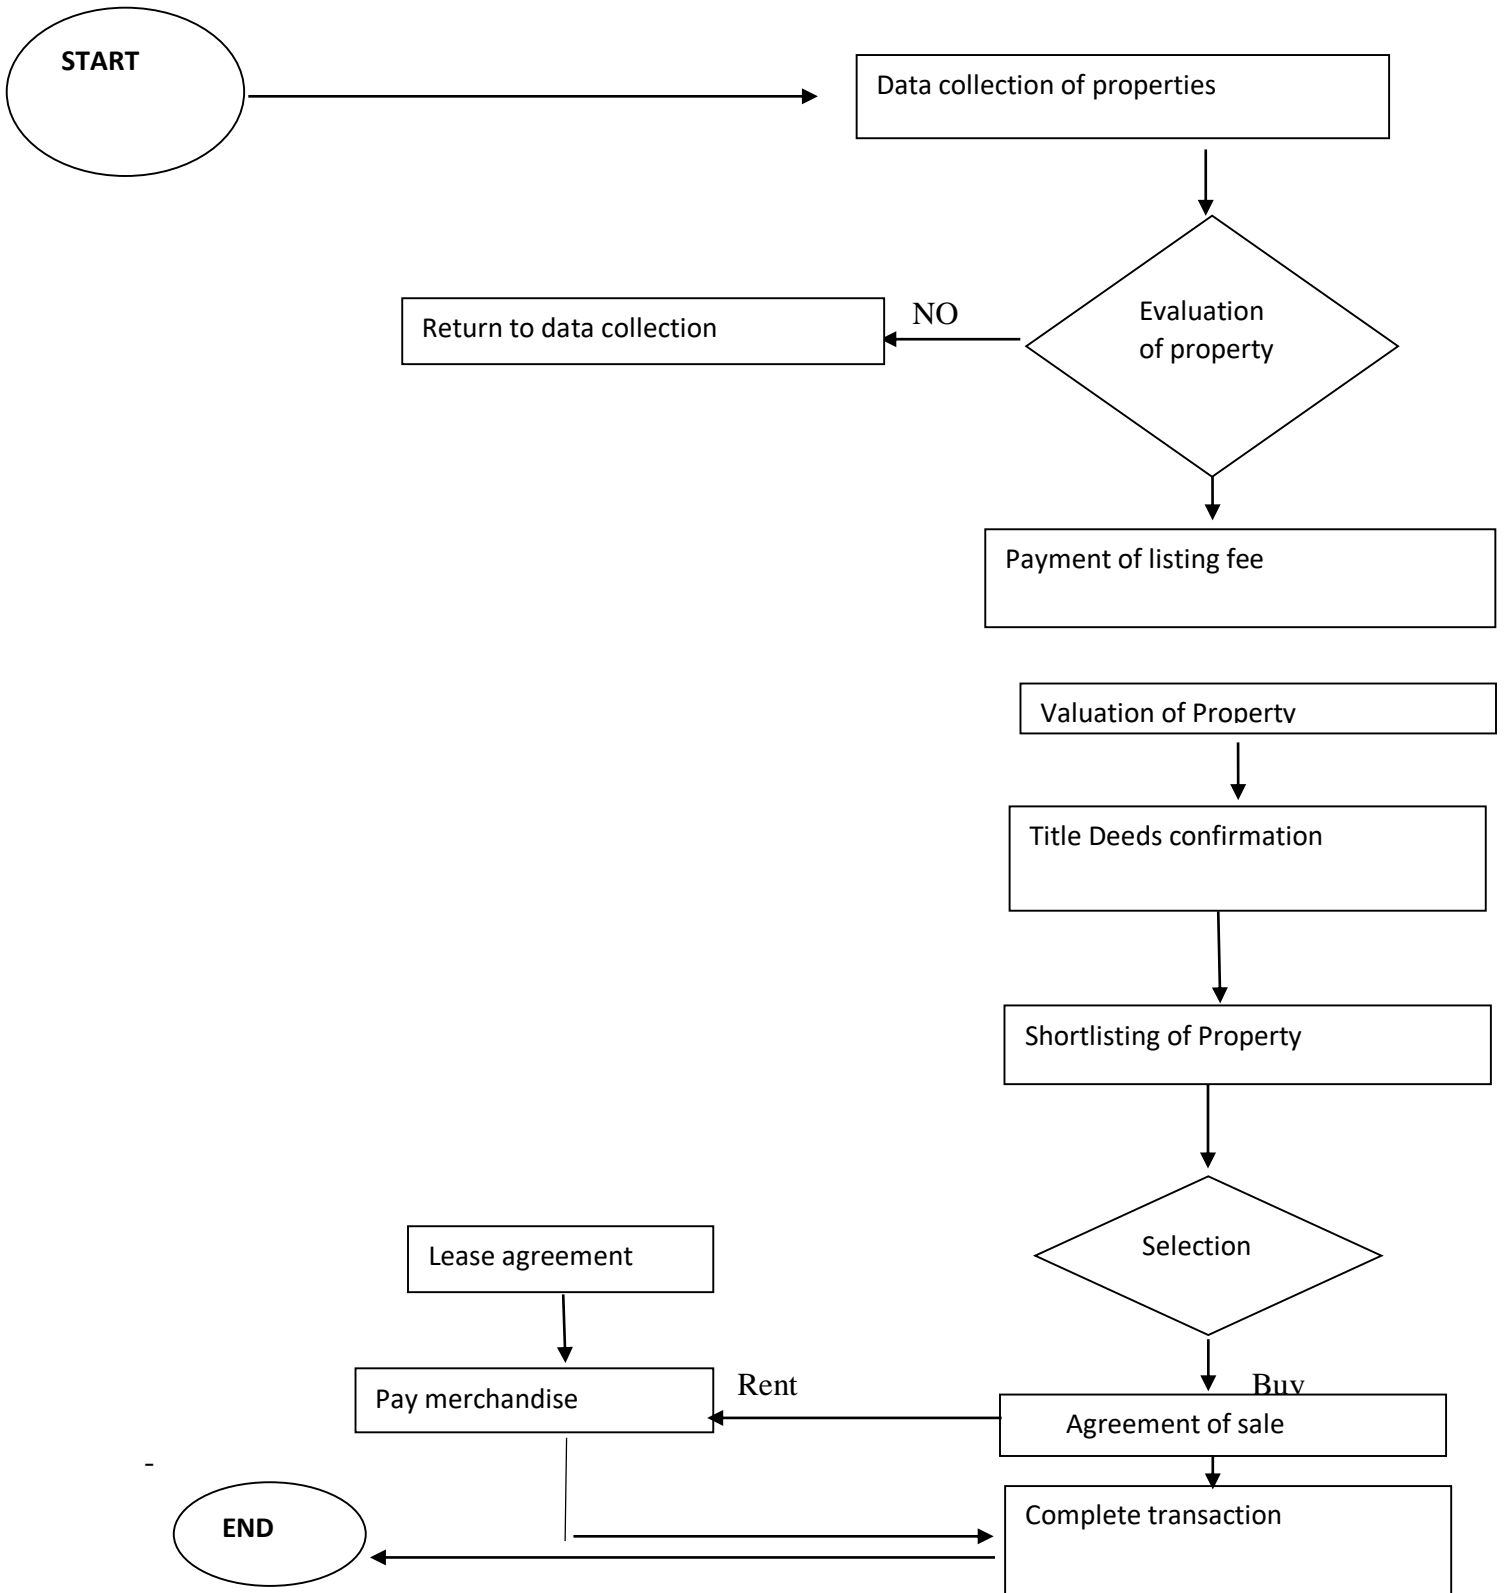 START
Data collection of properties
Evaluation
of property
NO
Return to data collection
Payment of listing fee
Valuation of Property
Title Deeds confirmation
Shortlisting of Property
Selection
Lease agreement
Pay merchandise
Rent
Buy
Agreement of sale
-
END
Complete transaction